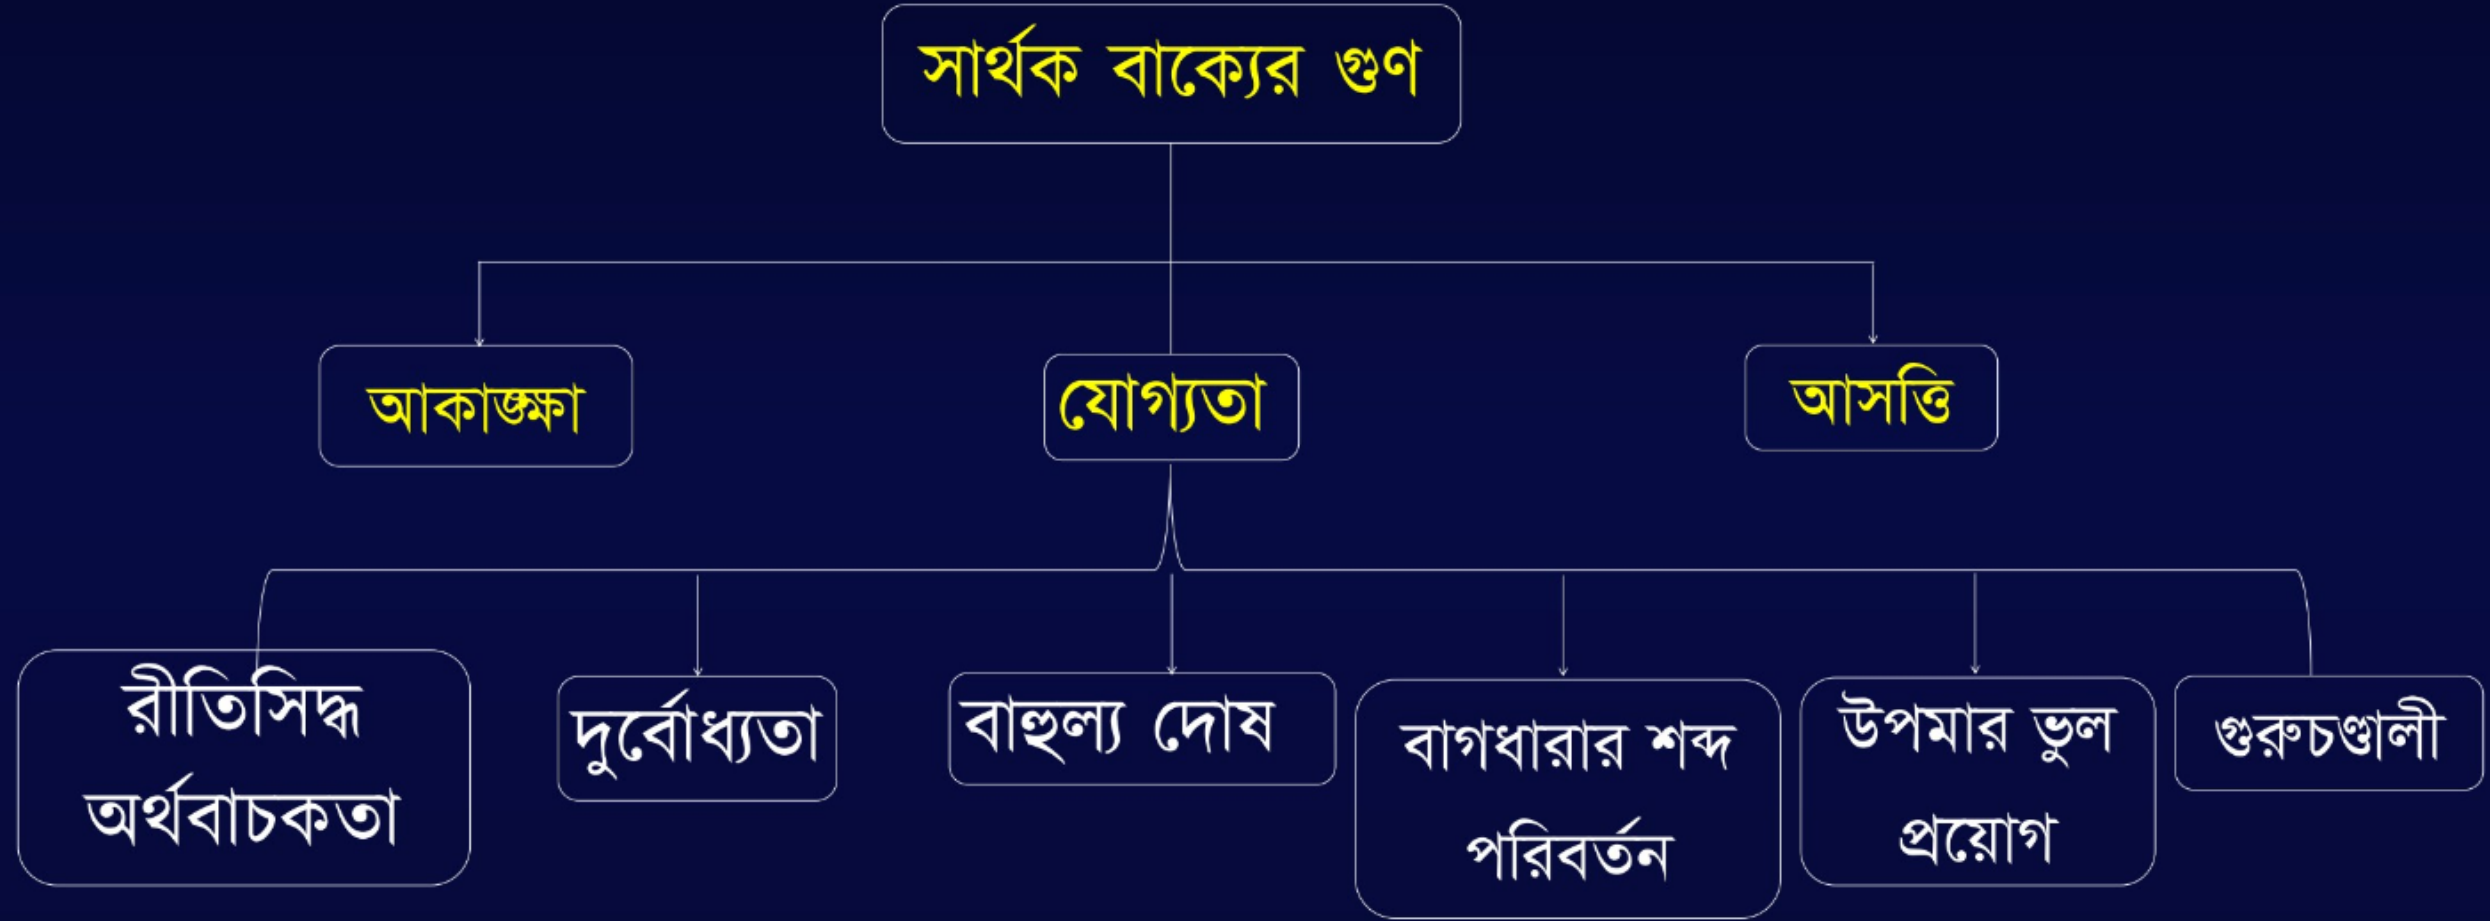 সার্থক বাক্যের গুণ
আকাঙ্ক্ষা
যোগ্যতা
আসত্তি
রীতিসিদ্ধ
অর্থবাচকতা
দুর্বোধ্যতা
বাহুল্য দোষ
বাগধারার শব্দ
পরিবর্তন
উপমার ভুল
প্রয়োগ
গুরুচণ্ডালী